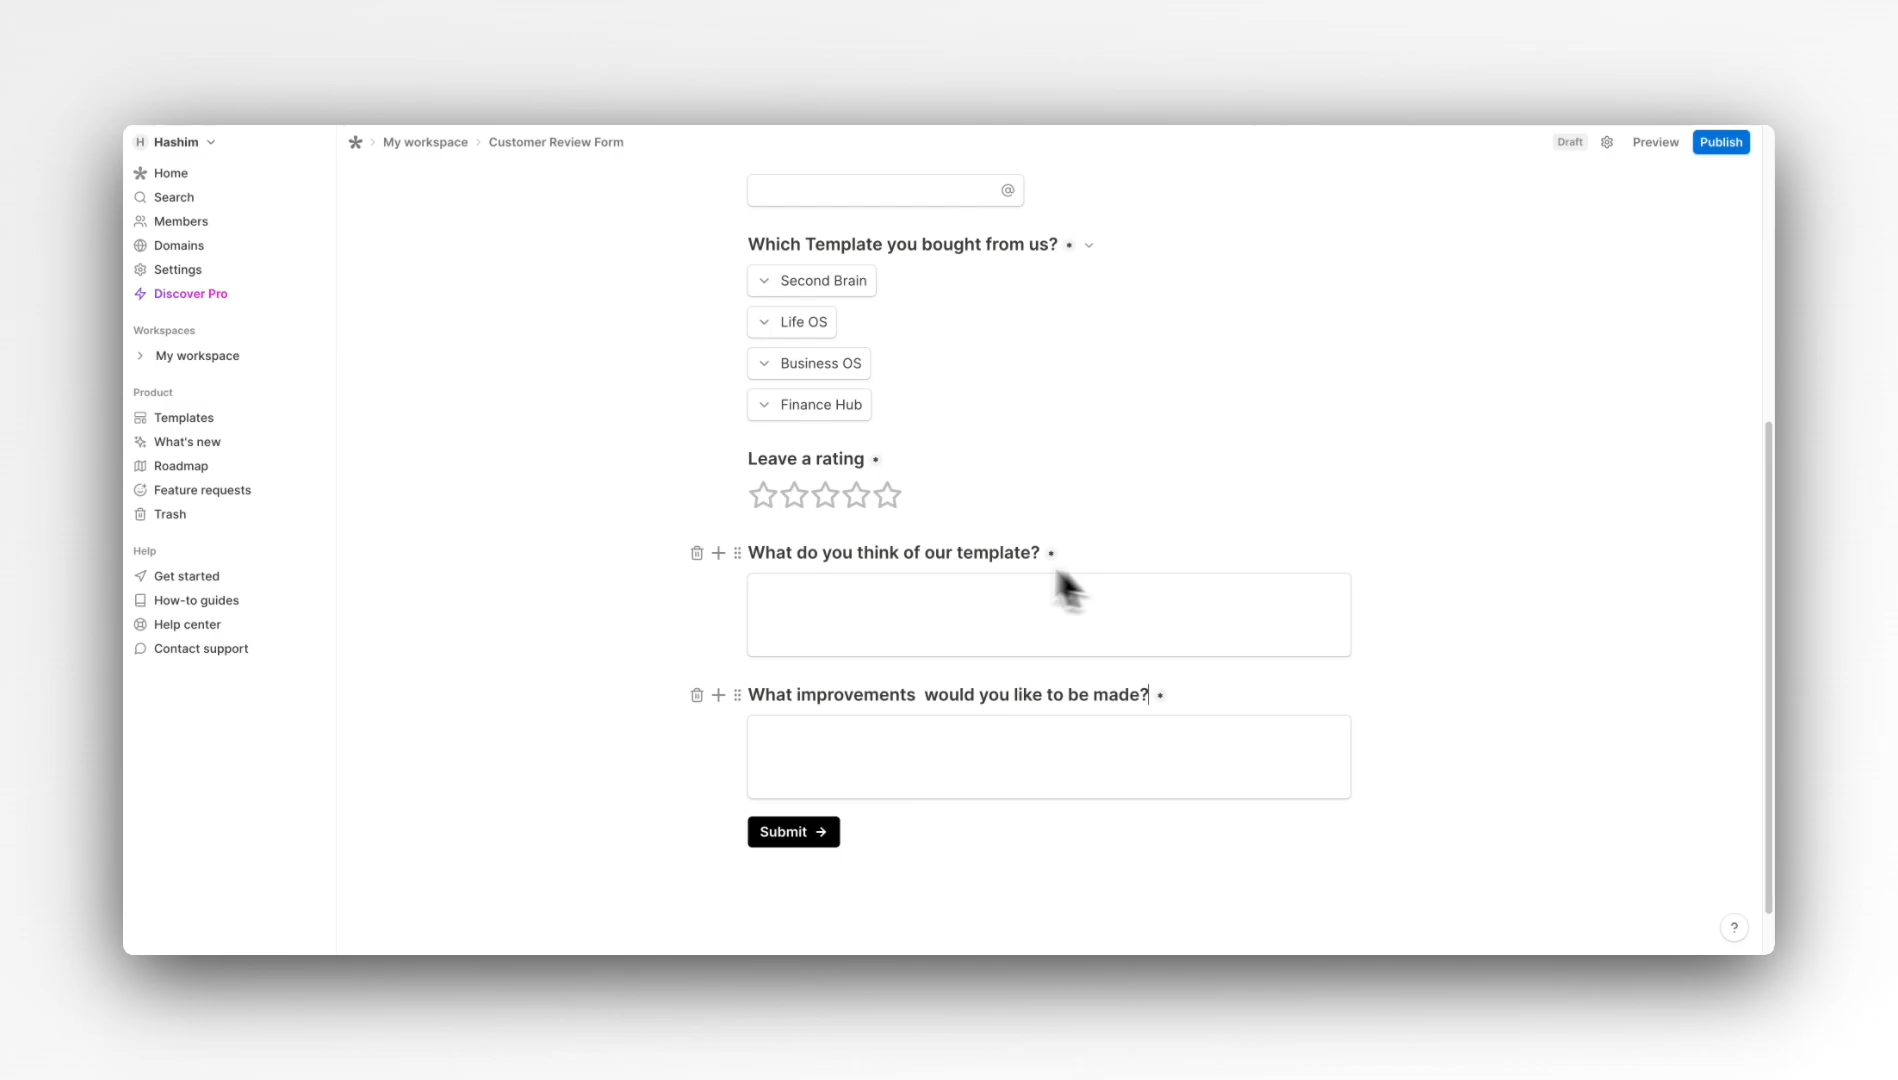 H Hashim
Home
Search
Members
Domains
Settings
Discover Pro
Workspaces
My workspace
Product
Templates
What's new
Roadmap
Feature requests
Trash
Help
Get started
How-to guides
Help center
Contact support
My workspace > Customer Review Form
Draft Preview Publish
@
Which Template you bought from us? *
Second Brain
Life OS
Business OS
Finance Hub
Leave a rating *
What do you think of our template? *
What improvements  would you like to be made? *
Submit →
?